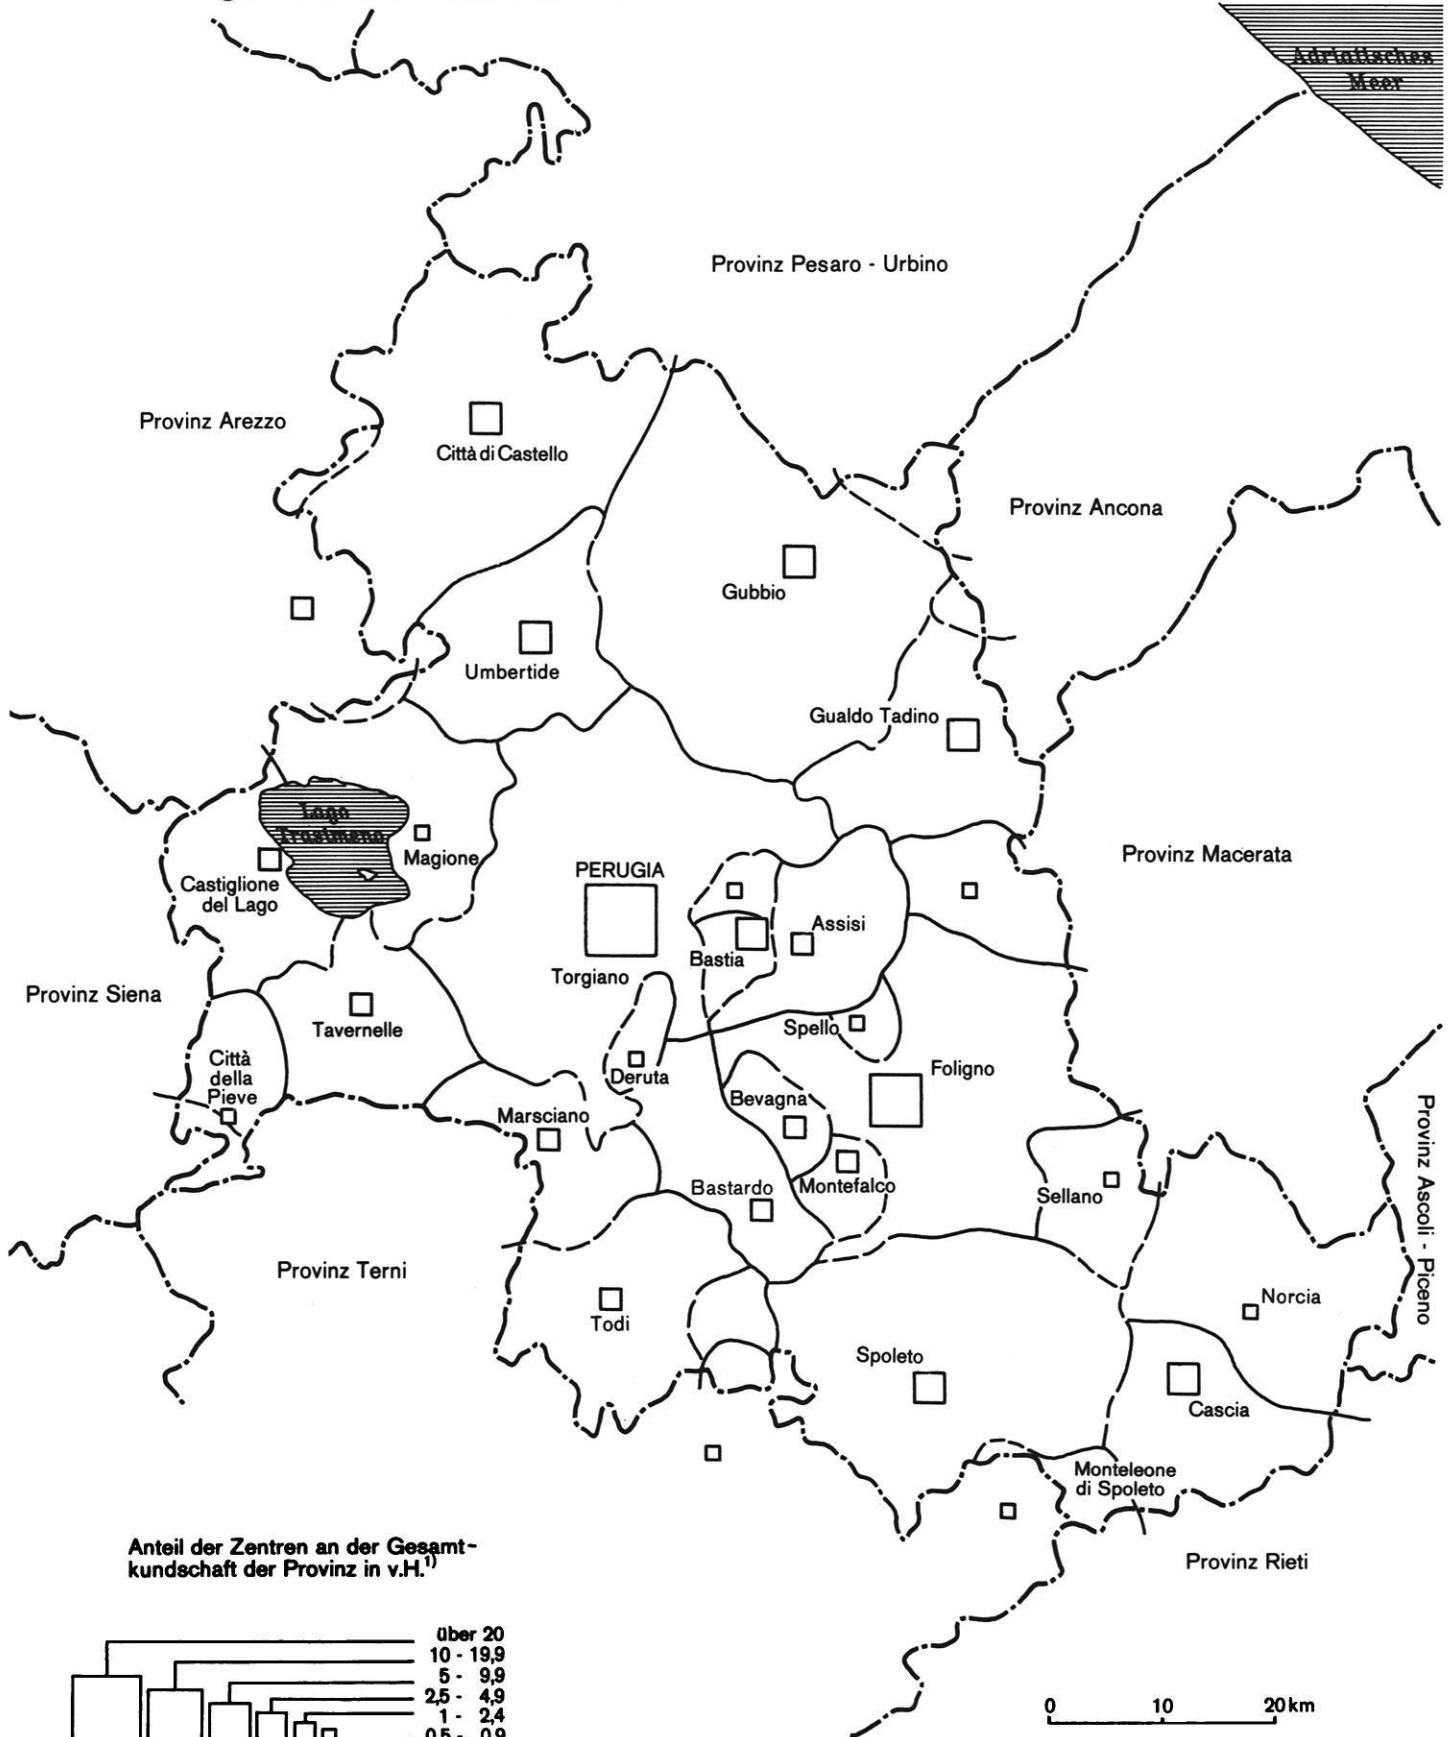 Adriatisches
Meer
Provinz Pesaro - Urbino
Provinz Arezzo
Città di Castello
Provinz Ancona
Gubbio
Umbertide
Gualdo Tadino
Lago
Trasimeno
Magione
Provinz Macerata
PERUGIA
Castiglione
del Lago
Assisi
Bastia
Torgiano
Provinz Siena
Tavernelle
Spello
Città
della
Pieve
Deruta
Foligno
Bevagna
Marsciano
Provinz Ascoli - Piceno
Montefalco
Bastardo
Sellano
Provinz Terni
Norcia
Todi
Spoleto
Cascia
Monteleone
di Spoleto
Provinz Rieti
Anteil der Zentren an der Gesamt-
kundschaft der Provinz in v.H.1)
über 20
10 - 19,9
5 - 9,9
2,5 - 4,9
1 - 2,4
0,5 - 0,9
0 10 20 km